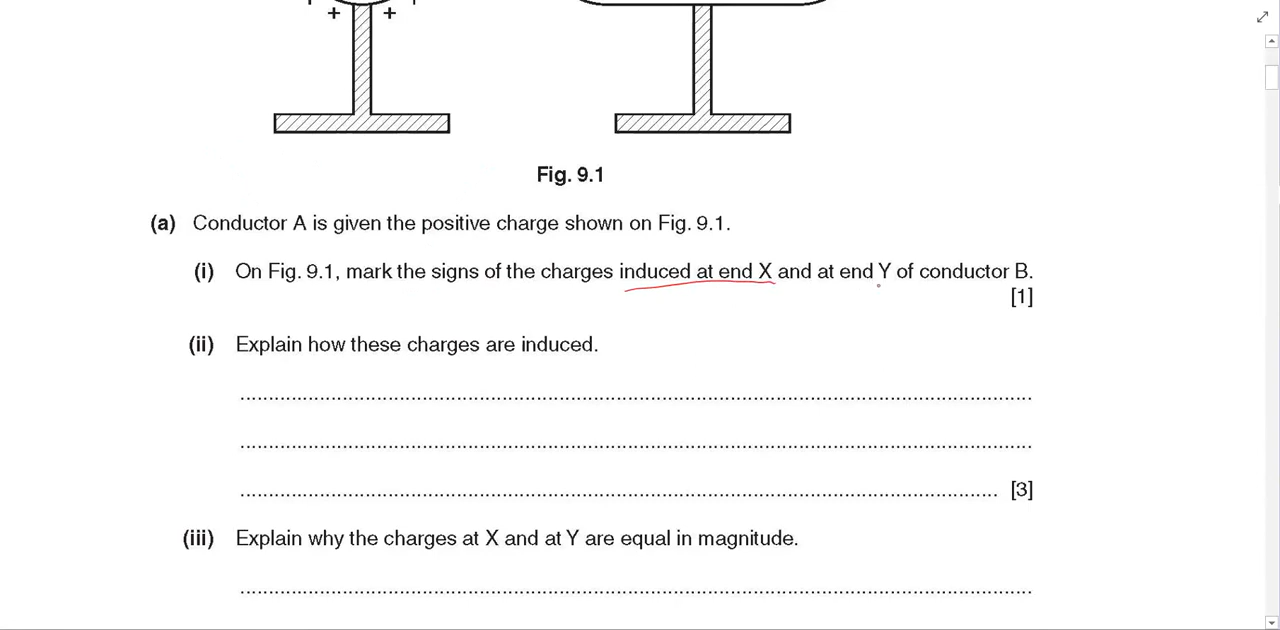 + +
Fig. 9.1
(a) Conductor A is given the positive charge shown on Fig. 9.1.
(i) On Fig. 9.1, mark the signs of the charges induced at end X and at end Y of conductor B.
[1]
(ii) Explain how these charges are induced.
..........................................................................................................................................
..........................................................................................................................................
.................................................................................................................................... [3]
(iii) Explain why the charges at X and at Y are equal in magnitude.
..........................................................................................................................................